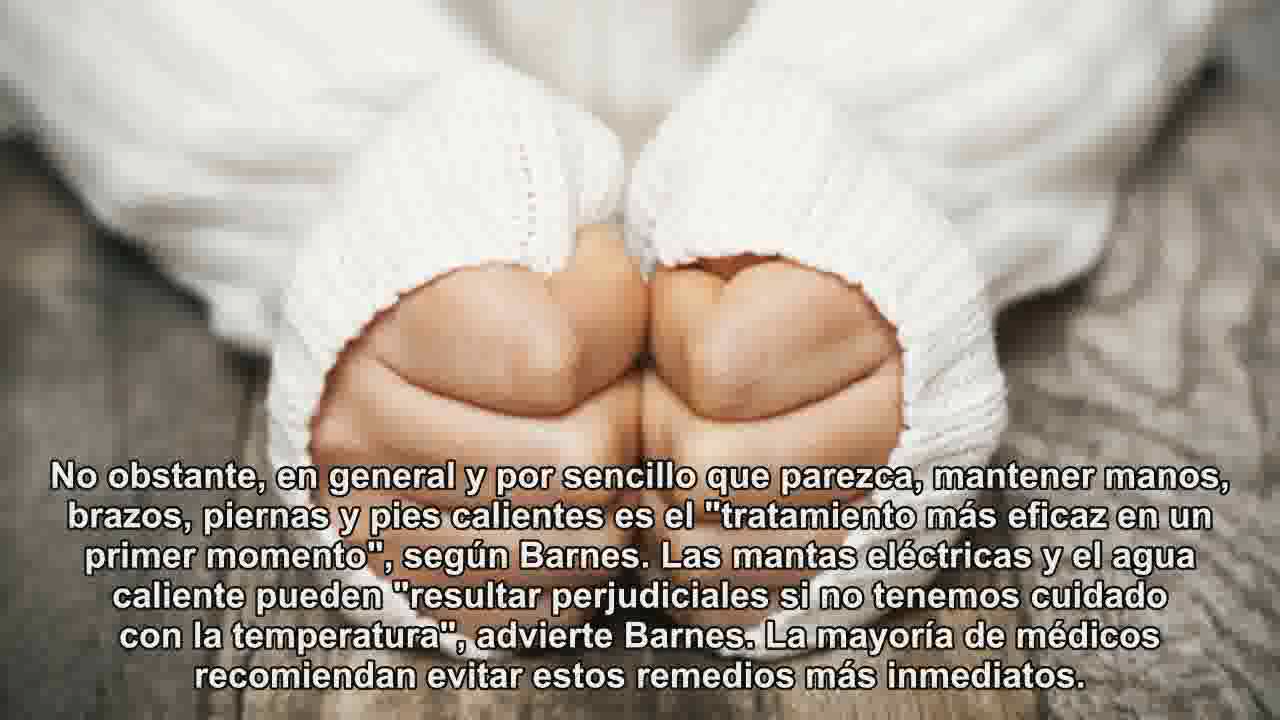 No obstante, en general y por sencillo que parezca, mantener manos,
brazos, piernas y pies calientes es el "tratamiento más eficaz en un
primer momento", según Barnes. Las mantas eléctricas y el agua
caliente pueden "resultar perjudiciales si no tenemos cuidado
con la temperatura", advierte Barnes. La mayoría de médicos
recomiendan evitar estos remedios más inmediatos.